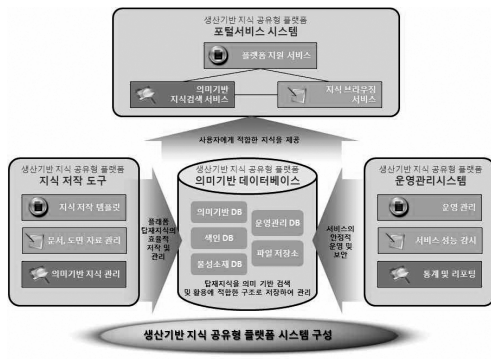 생산기반 지식 공유형 플랫폼
포털서비스 시스템
플랫폼 지원 서비스
의미기반
지식검색 서비스
지식 브라우징
서비스
사용자에게 적합한 지식을 제공
생산기반 지식 공유형 플랫폼
지식 저작 도구
지식 저작 템플릿
문서, 도면 자료 관리
의미기반 지식 관리
플래폼
탑재지식의
효율적
저작 및
관리
생산기반 지식 공유형 플랫폼
의미기반 데이터베이스
의미기반 DB
색인 DB
물성소재 DB
운영관리 DB
파일 저장소
탑재지식을 의미 기반 검색
및 활용에 적합한 구조로 저장하여 관리
서비스의
안정적
운영 및
보안
생산기반 지식 공유형 플랫폼
운영관리시스템
운영 관리
서비스 성능 감시
통계 및 리포팅
생산기반 지식 공유형 플랫폼 시스템 구성